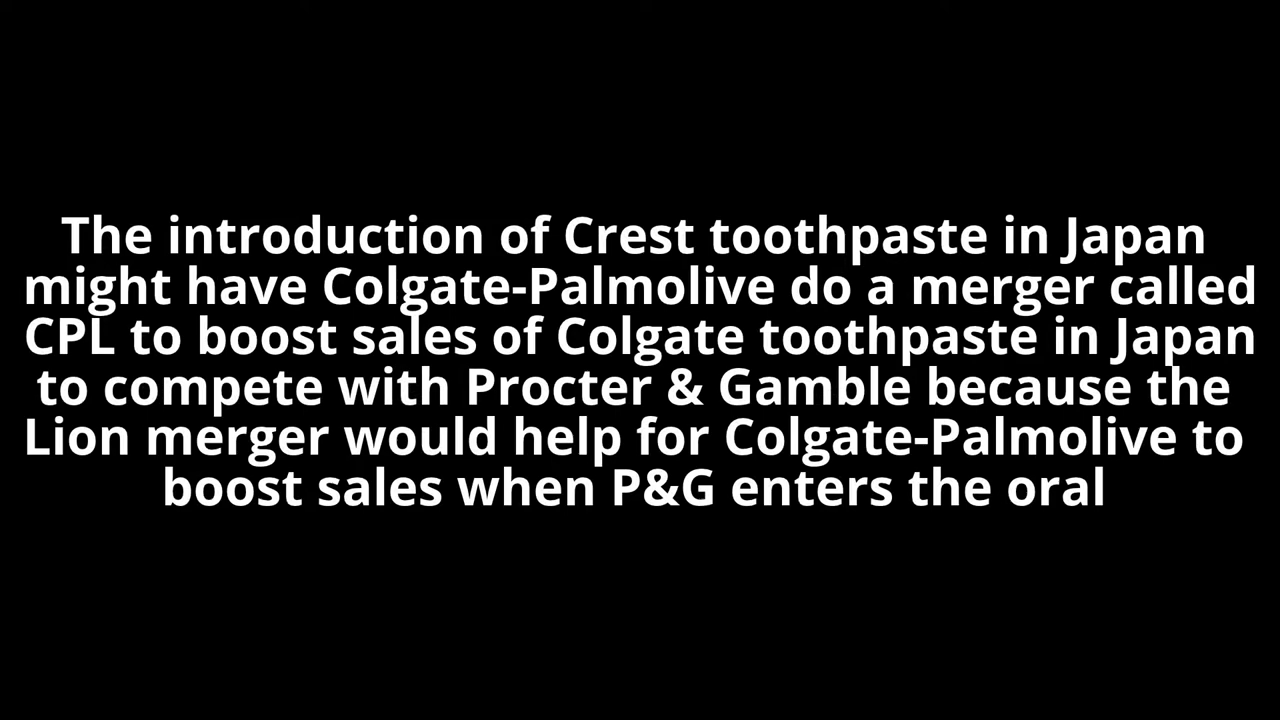 The introduction of Crest toothpaste in Japan
might have Colgate-Palmolive do a merger called
CPL to boost sales of Colgate toothpaste in Japan
to compete with Procter & Gamble because the
Lion merger would help for Colgate-Palmolive to
boost sales when P&G enters the oral